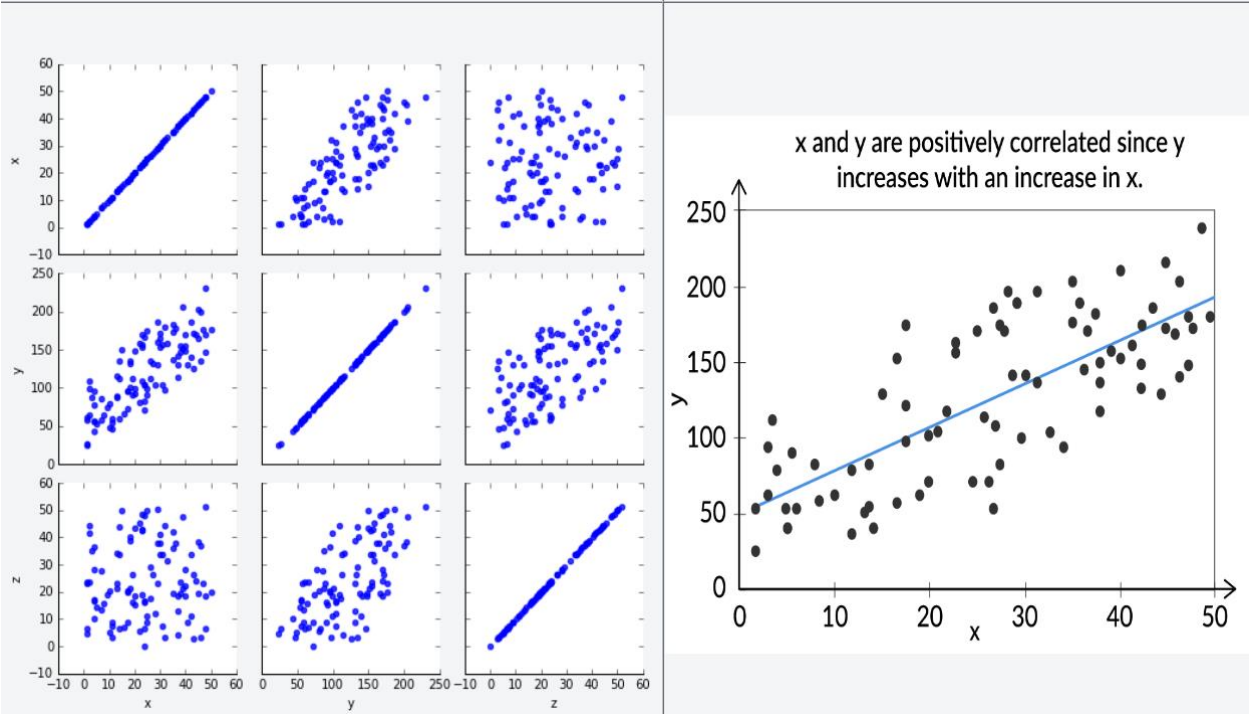 60
50
40
30
20
10
0
−10
x
250
200
150
100
50
0
y
60
50
40
30
20
10
0
−10
z
−10 0 10 20 30 40 50 60
x
0 50 100 150 200 250
y
−10 0 10 20 30 40 50 60
z
x and y are positively correlated since y
increases with an increase in x.
250
200
150
100
50
0
y
0 10 20 30 40 50
x